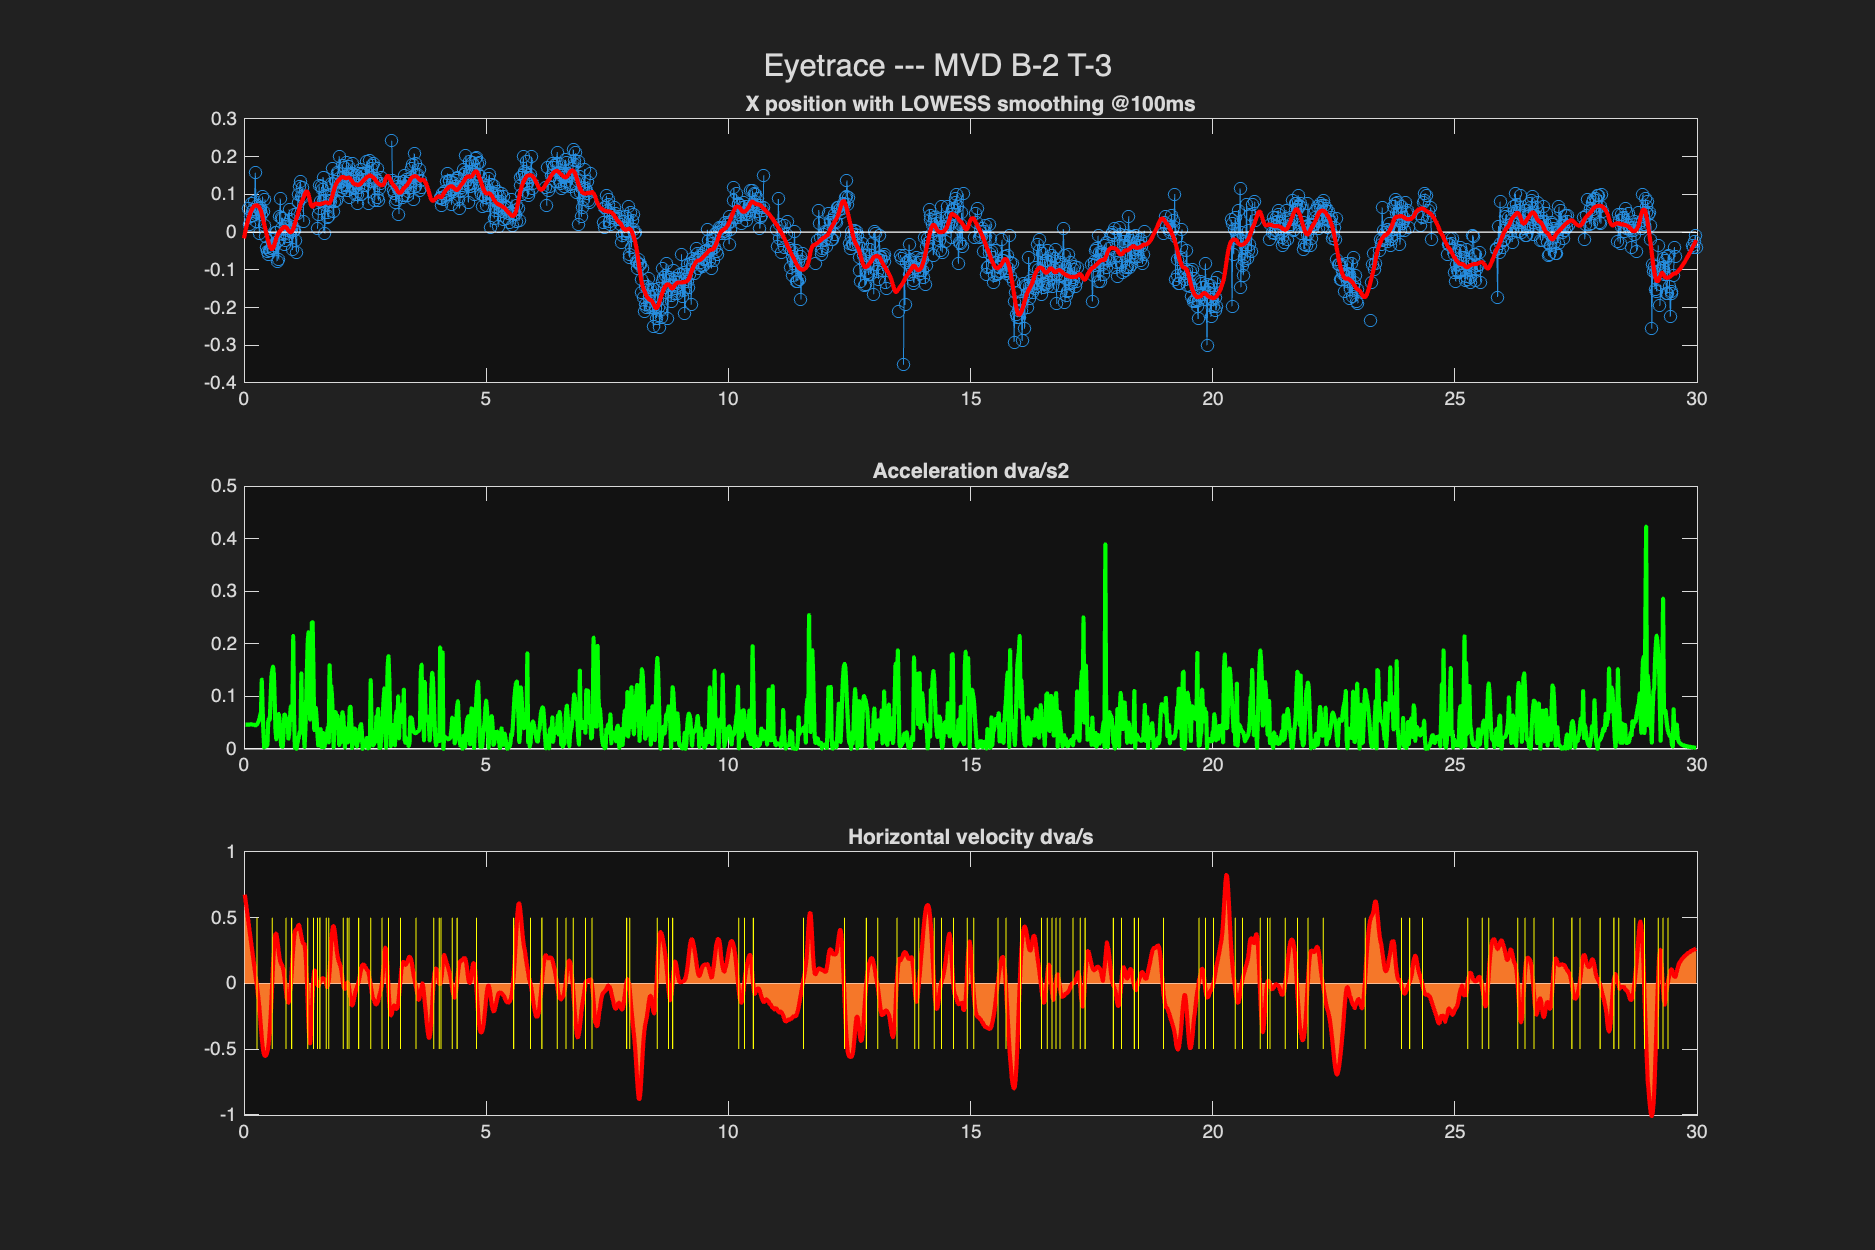 Eyetrace --- MVD B-2 T-3
X position with LOWESS smoothing @100ms
0.3
0.2
0.1
0
-0.1
-0.2
-0.3
-0.4
0 5 10 15 20 25 30
Acceleration dva/s2
0.5
0.4
0.3
0.2
0.1
0
0 5 10 15 20 25 30
Horizontal velocity dva/s
1
0.5
0
-0.5
-1
0 5 10 15 20 25 30